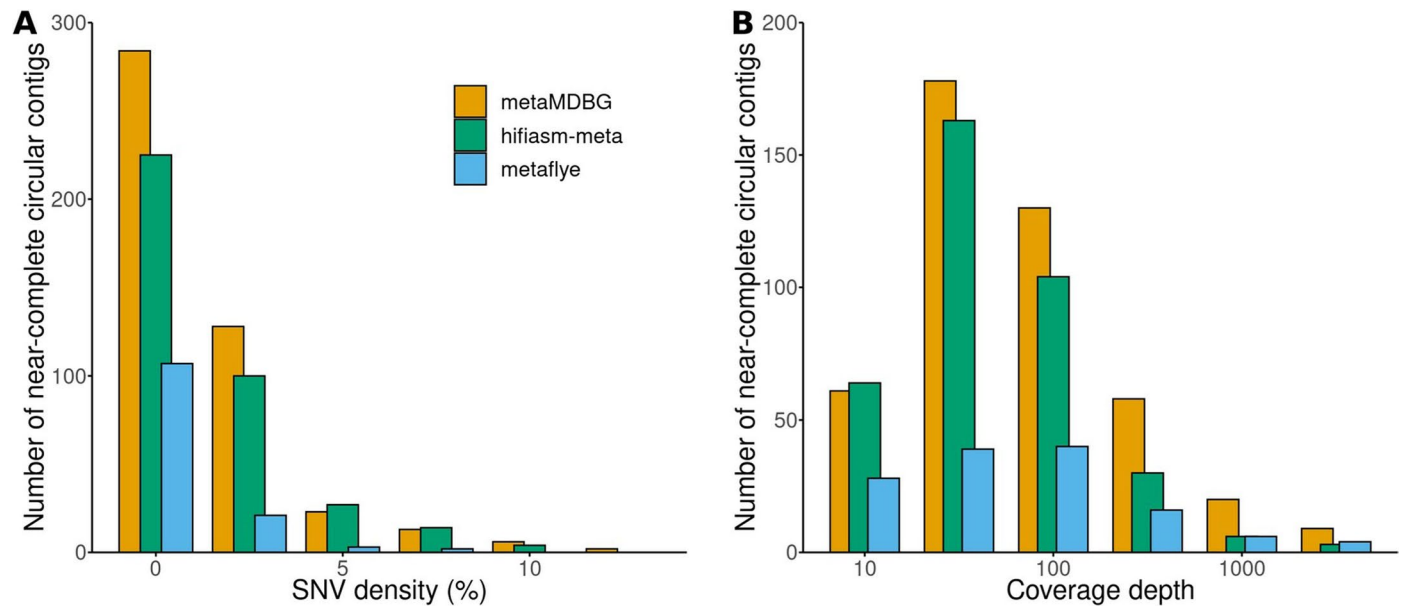 A
Number of near-complete circular contigs
300
200
100
0
metaMDBG
hifiasm-meta
metaflye
0 5 10
SNV density (%)
B
Number of near-complete circular contigs
200
150
100
50
0
10 100 1000
Coverage depth